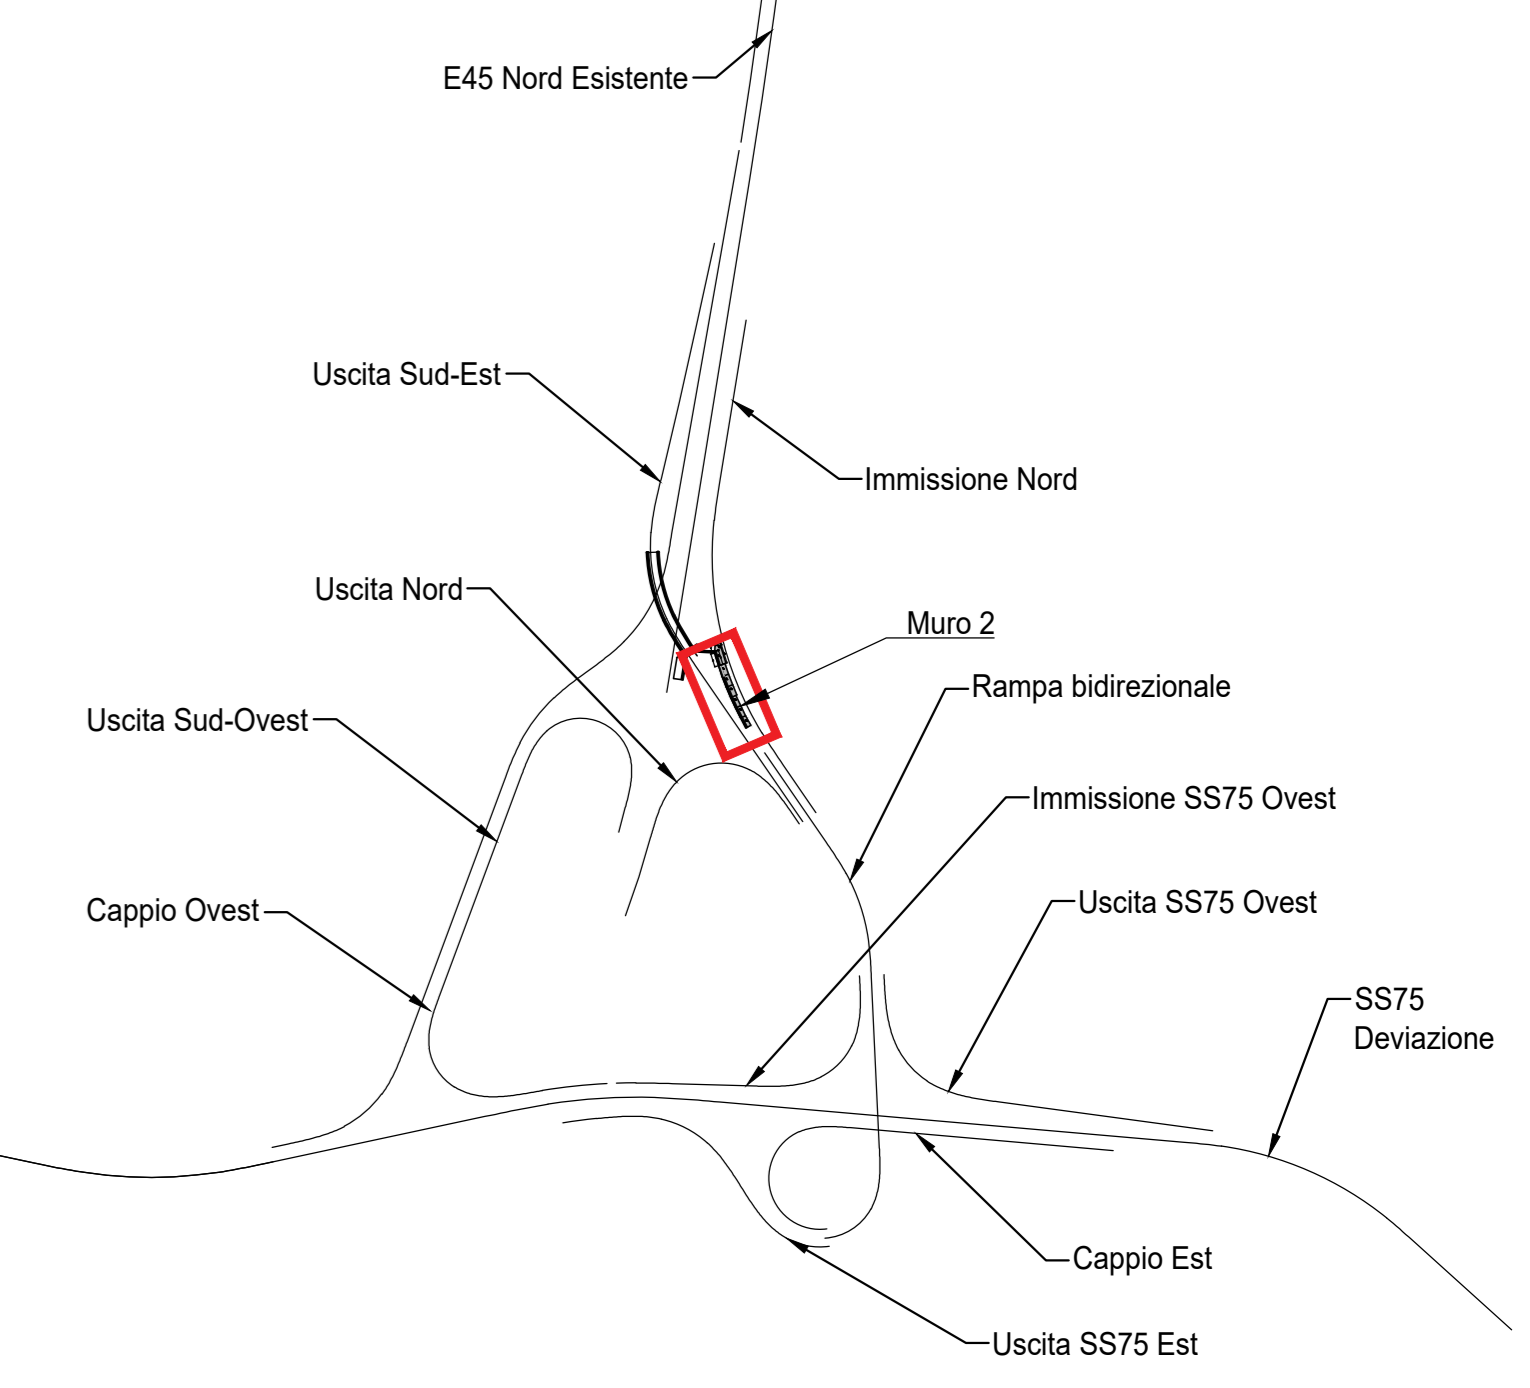 E45 Nord Esistente
Uscita Sud-Est
Immissione Nord
Uscita Nord
Muro 2
Rampa bidirezionale
Uscita Sud-Ovest
Immissione SS75 Ovest
Cappio Ovest
Uscita SS75 Ovest
SS75
Deviazione
Cappio Est
Uscita SS75 Est